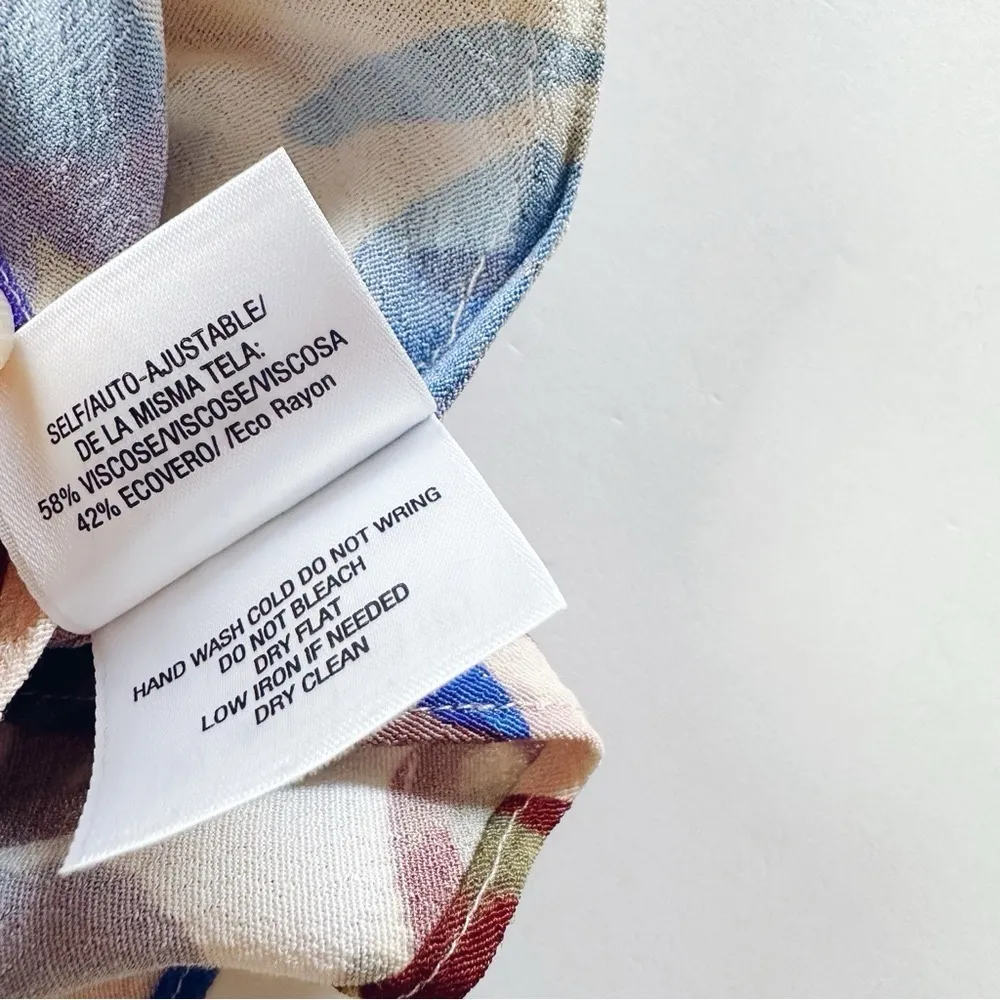 SELF/AUTO-AJUSTABLE/
DE LA MISMA TELA:
58% VISCOSE/VISCOSE/VISCOSA
42% ECOVERO/ /Eco Rayon
HAND WASH COLD DO NOT WRING
DO NOT BLEACH
DRY FLAT
LOW IRON IF NEEDED
DRY CLEAN